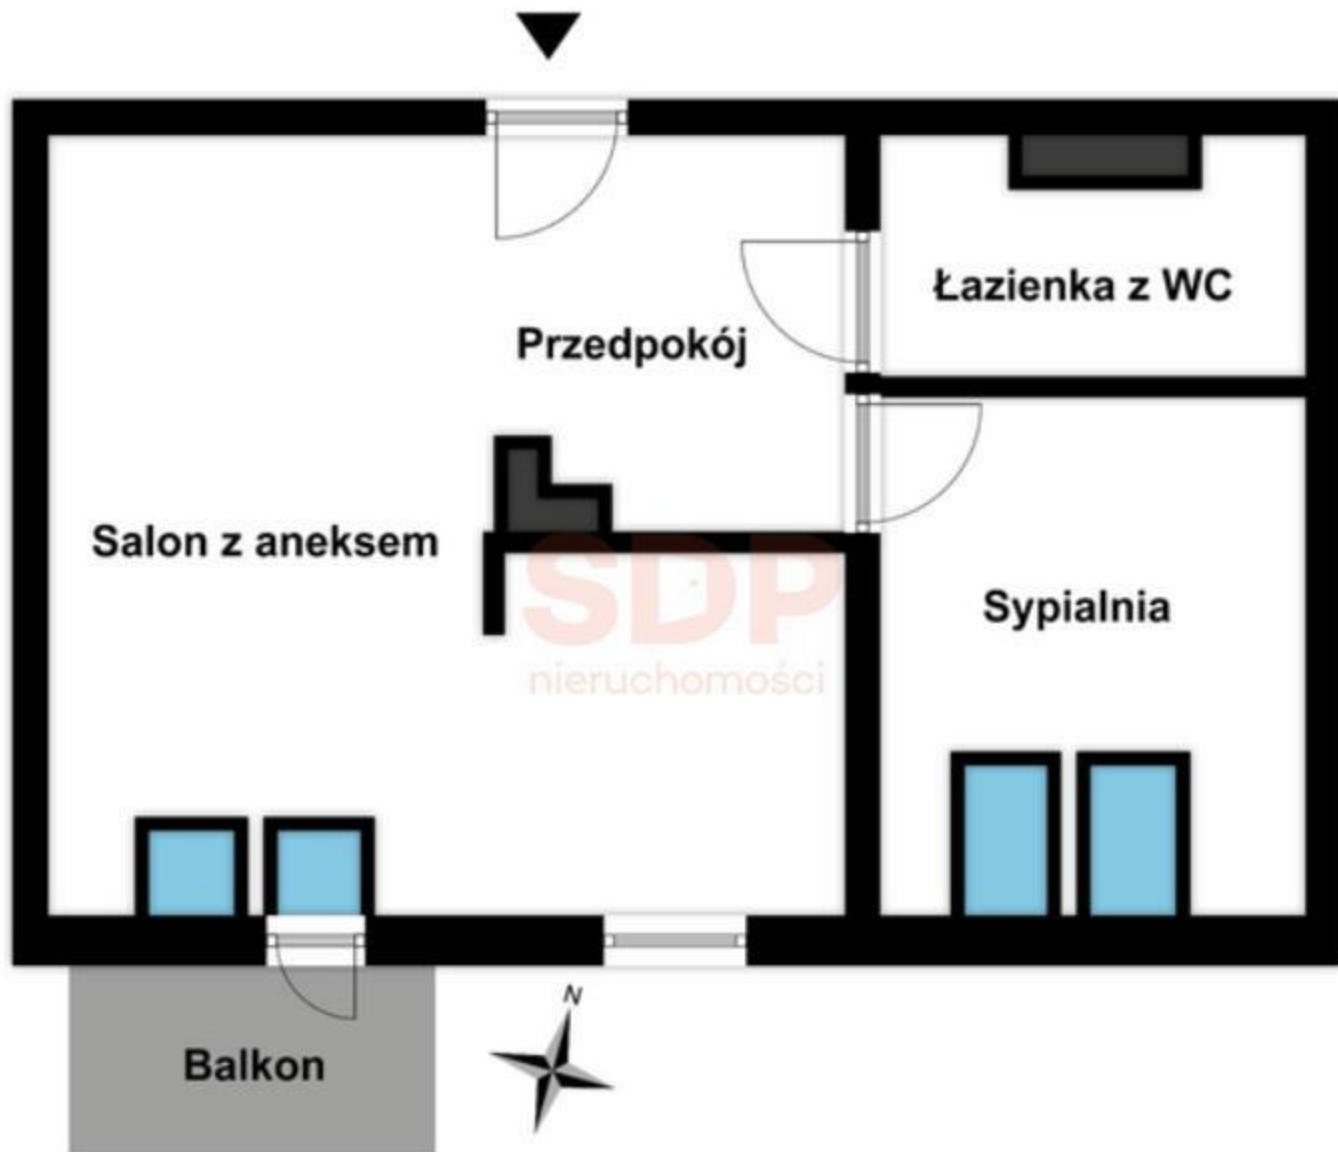 Łazienka z WC
Przedpokój
Salon z aneksem
SDP
nieruchomości
Sypialnia
N
Balkon